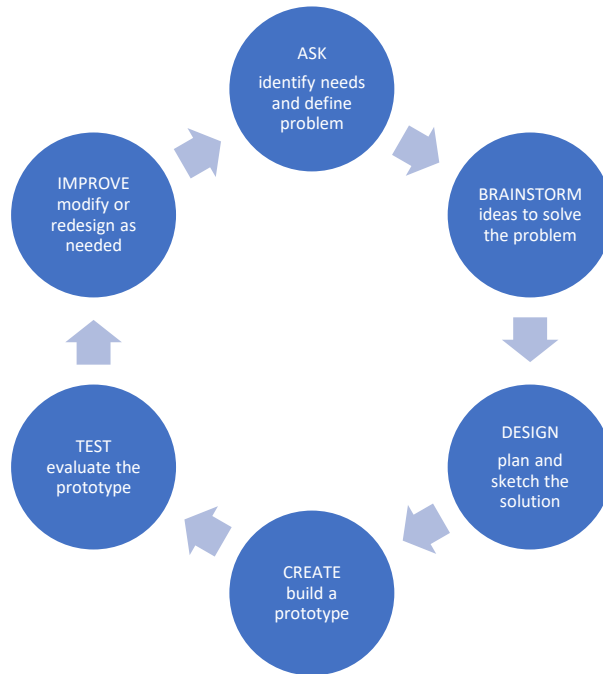 ASK
identify needs
and define
problem
BRAINSTORM
ideas to solve
the problem
DESIGN
plan and
sketch the
solution
CREATE
build a
prototype
TEST
evaluate the
prototype
IMPROVE
modify or
redesign as
needed